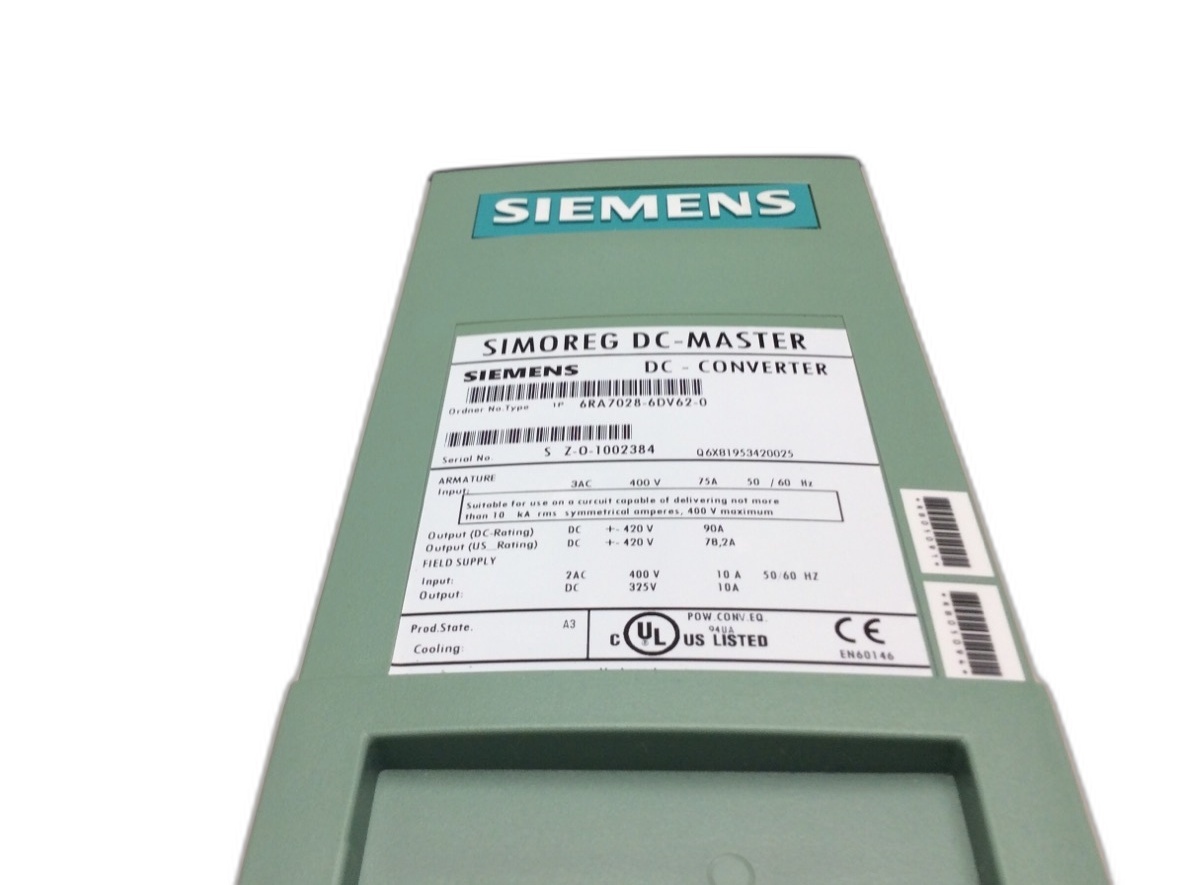 SIEMENS
SIMOREG DC-MASTER
SIEMENS DC - CONVERTER
Ordner No.Type 1P 6RA7028-6DV62-0
Serial No. S Z-O-1002384 Q6X81953420025
ARMATURE
Input: 3AC 400 V 75A 50 / 60 Hz
Suitable for use on a curcuit capable of delivering not more
than 10 kA rms symmetrical amperes, 400 V maximum
Output (DC-Rating) DC +- 420 V 90A
Output (US_Rating) DC +- 420 V 78,2A
FIELD SUPPLY
Input: 2AC 400 V 10 A 50/60 HZ
Output: DC 325V 10A
Prod.State. A3
Cooling:
POW.CONV.EQ.
94UA
C UL US LISTED
CE
EN60146